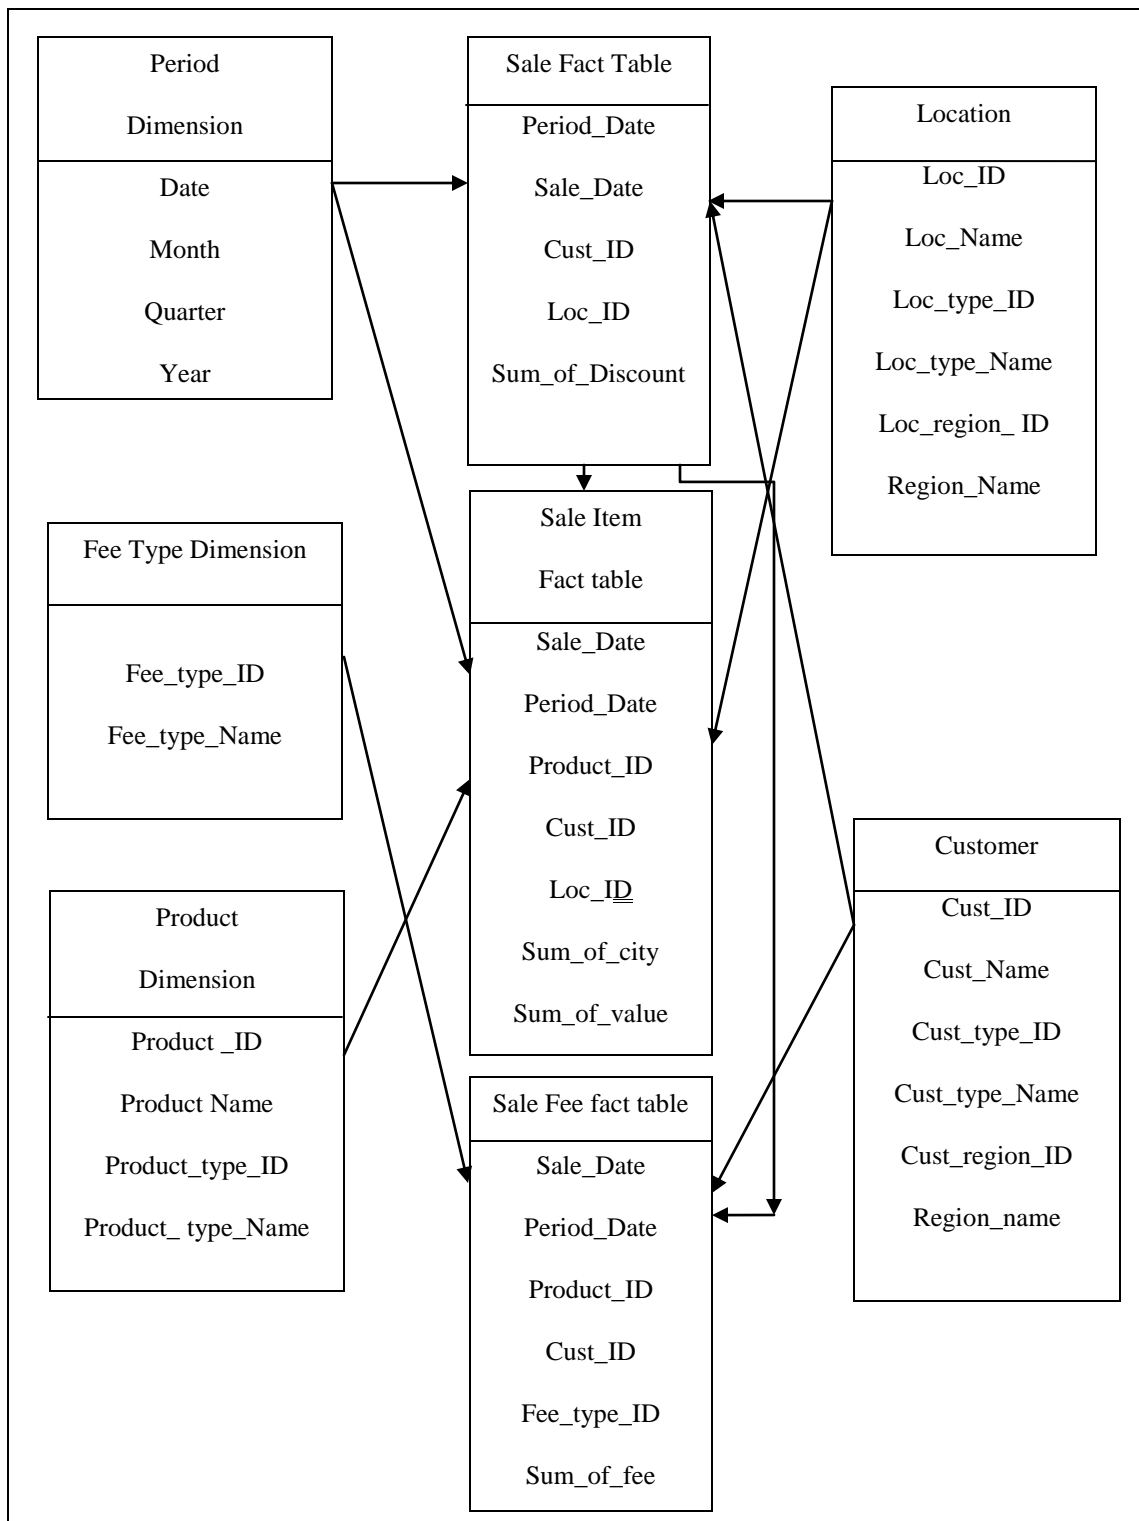 Period
Dimension
Date
Month
Quarter
Year
Sale Fact Table
Period_Date
Sale_Date
Cust_ID
Loc_ID
Sum_of_Discount
Location
Loc_ID
Loc_Name
Loc_type_ID
Loc_type_Name
Loc_region_ ID
Region_Name
Fee Type Dimension
Fee_type_ID
Fee_type_Name
Sale Item
Fact table
Sale_Date
Period_Date
Product_ID
Cust_ID
Loc_ID
Sum_of_city
Sum_of_value
Product
Dimension
Product _ID
Product Name
Product_type_ID
Product_ type_Name
Customer
Cust_ID
Cust_Name
Cust_type_ID
Cust_type_Name
Cust_region_ID
Region_name
Sale Fee fact table
Sale_Date
Period_Date
Product_ID
Cust_ID
Fee_type_ID
Sum_of_fee